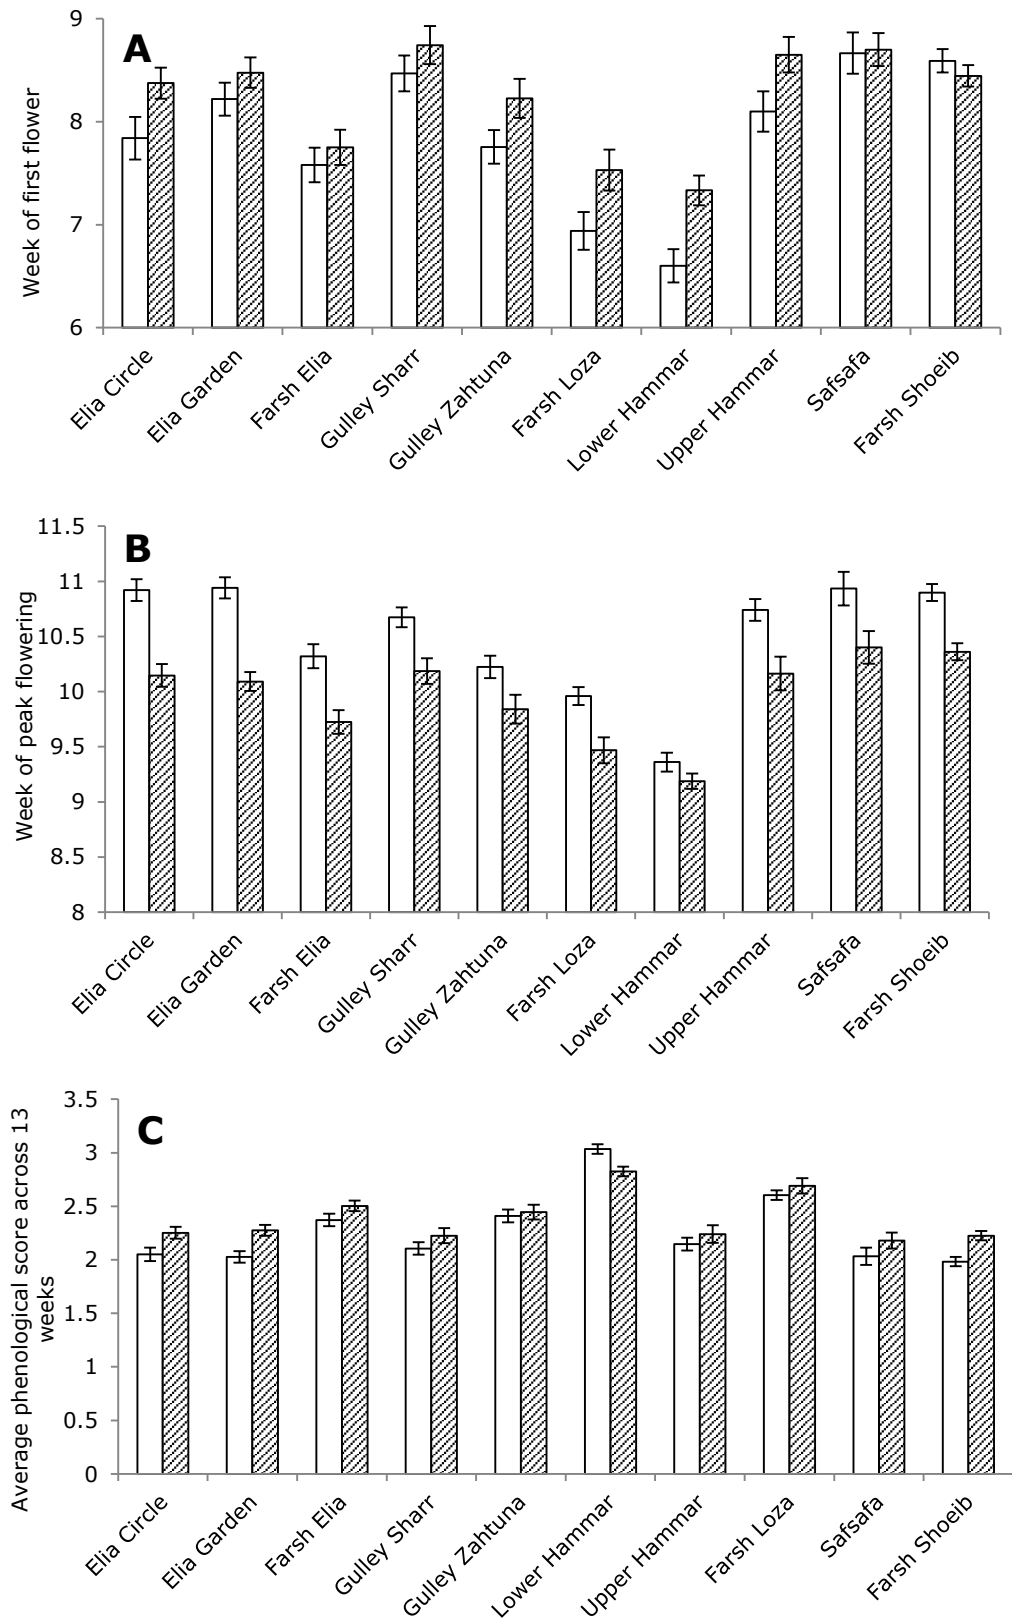 A
Week of first flower
9
8
7
6
Elia Circle
Elia Garden
Farsh Elia
Gulley Sharr
Gulley Zahtuna
Farsh Loza
Lower Hammar
Upper Hammar
Safsafa
Farsh Shoeib
B
Week of peak flowering
11.5
11
10.5
10
9.5
9
8.5
8
Elia Circle
Elia Garden
Farsh Elia
Gulley Sharr
Gulley Zahtuna
Farsh Loza
Lower Hammar
Upper Hammar
Safsafa
Farsh Shoeib
C
Average phenological score across 13
weeks
3.5
3
2.5
2
1.5
1
0.5
0
Elia Circle
Elia Garden
Farsh Elia
Gulley Sharr
Gulley Zahtuna
Lower Hammar
Upper Hammar
Farsh Loza
Safsafa
Farsh Shoeib